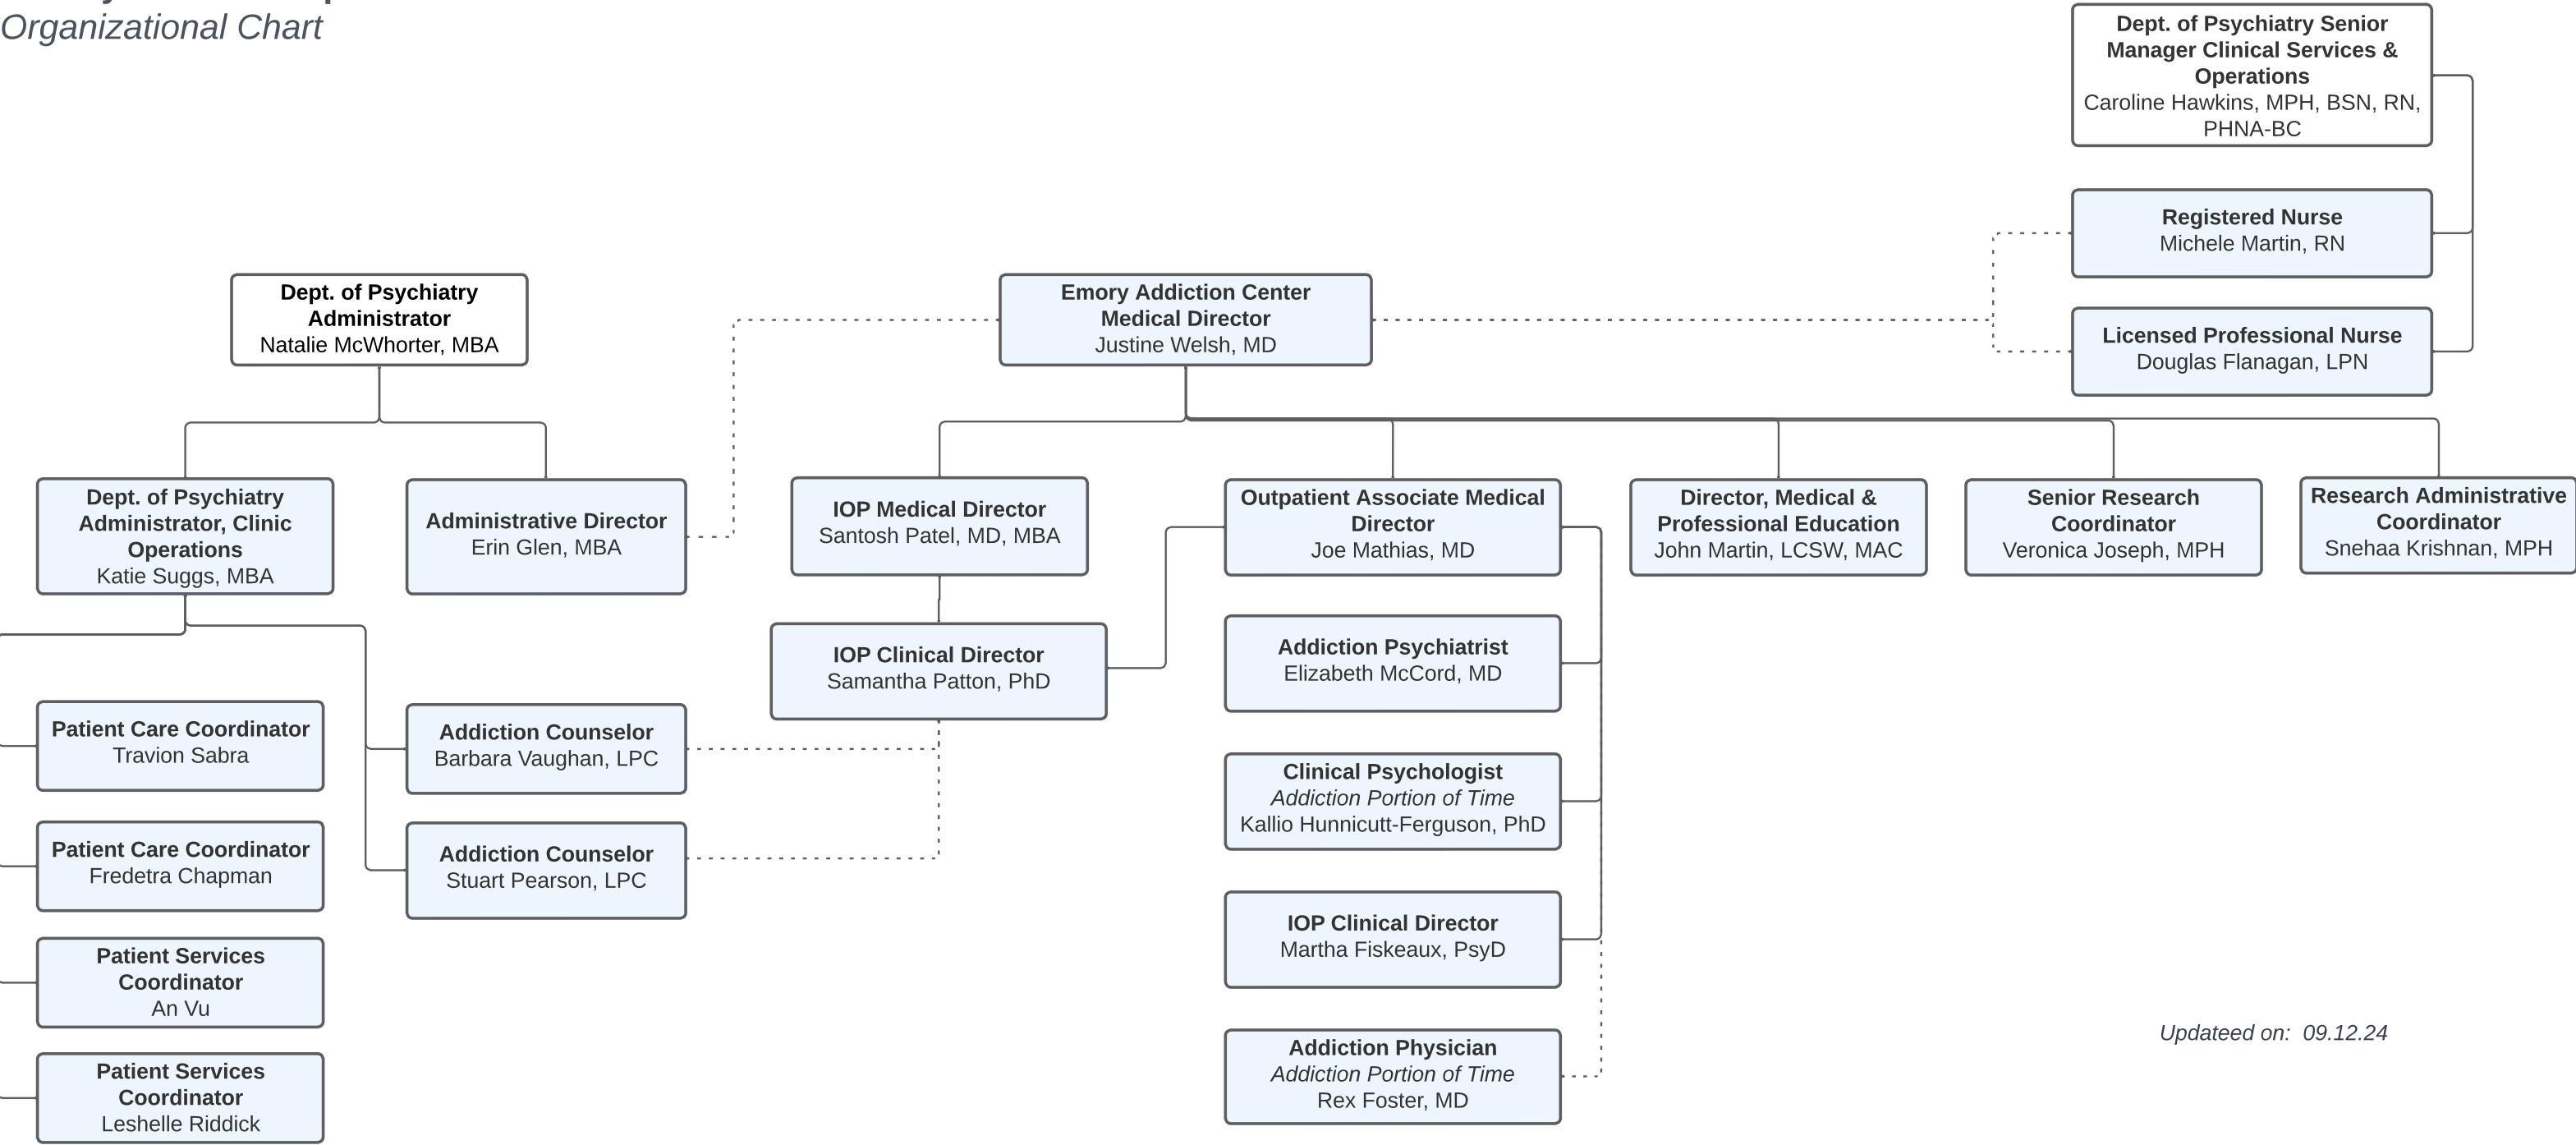 Organizational Chart
Dept. of Psychiatry Senior
Manager Clinical Services &
Operations
Caroline Hawkins, MPH, BSN, RN,
PHNA-BC
Registered Nurse
Michele Martin, RN
Licensed Professional Nurse
Douglas Flanagan, LPN
Dept. of Psychiatry
Administrator
Natalie McWhorter, MBA
Emory Addiction Center
Medical Director
Justine Welsh, MD
Dept. of Psychiatry
Administrator, Clinic
Operations
Katie Suggs, MBA
Administrative Director
Erin Glen, MBA
IOP Medical Director
Santosh Patel, MD, MBA
Outpatient Associate Medical
Director
Joe Mathias, MD
Director, Medical &
Professional Education
John Martin, LCSW, MAC
Senior Research
Coordinator
Veronica Joseph, MPH
Research Administrative
Coordinator
Snehaa Krishnan, MPH
IOP Clinical Director
Samantha Patton, PhD
Addiction Psychiatrist
Elizabeth McCord, MD
Patient Care Coordinator
Travion Sabra
Addiction Counselor
Barbara Vaughan, LPC
Clinical Psychologist
Addiction Portion of Time
Kallio Hunnicutt-Ferguson, PhD
Patient Care Coordinator
Fredetra Chapman
Addiction Counselor
Stuart Pearson, LPC
IOP Clinical Director
Martha Fiskeaux, PsyD
Patient Services
Coordinator
An Vu
Addiction Physician
Addiction Portion of Time
Rex Foster, MD
Patient Services
Coordinator
Leshelle Riddick
Updateed on:  09.12.24